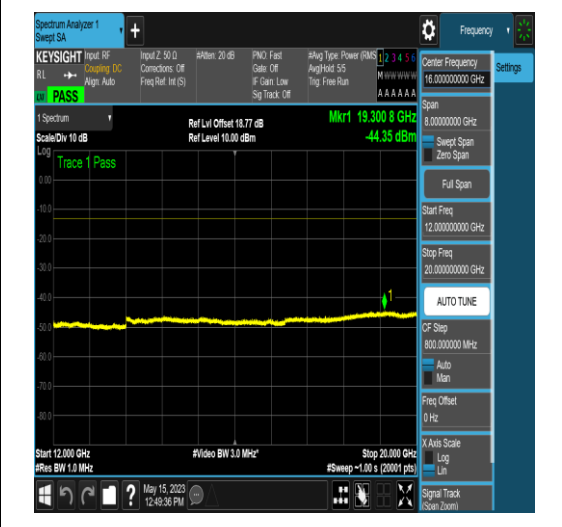 Spectrum Analyzer 1
Swept SA
+
Frequency
KEYSIGHT
RL
PASS
Input: RF
Coupling: DC
Align: Auto
Input Z: 50 Ω
Corrections: Off
Freq Ref: Int (S)
#Atten: 20 dB
PNO: Fast
Gate: Off
IF Gain: Low
Sig Track: Off
#Avg Type: Power (RMS
Avg|Hold: 5/5
Trig: Free Run
1 2 3 4 5 6
M W W W W W
A A A A A A
1 Spectrum
Scale/Div 10 dB
Ref Lvl Offset 18.77 dB
Ref Level 10.00 dBm
Mkr1 19.300 8 GHz
-44.35 dBm
Log
Trace 1 Pass
0.00
-10.0
-20.0
-30.0
-40.0
-50.0
-60.0
-70.0
-80.0
1
Start 12.000 GHz
#Res BW 1.0 MHz
#Video BW 3.0 MHz*
Stop 20.000 GHz
#Sweep ~1.00 s (20001 pts)
?
May 15, 2023
12:49:36 PM
Center Frequency
16.000000000 GHz
Span
8.00000000 GHz
Swept Span
Zero Span
Full Span
Start Freq
12.000000000 GHz
Stop Freq
20.000000000 GHz
AUTO TUNE
CF Step
800.000000 MHz
Auto
Man
Freq Offset
0 Hz
X Axis Scale
Log
Lin
Signal Track
(Span Zoom)
Settings